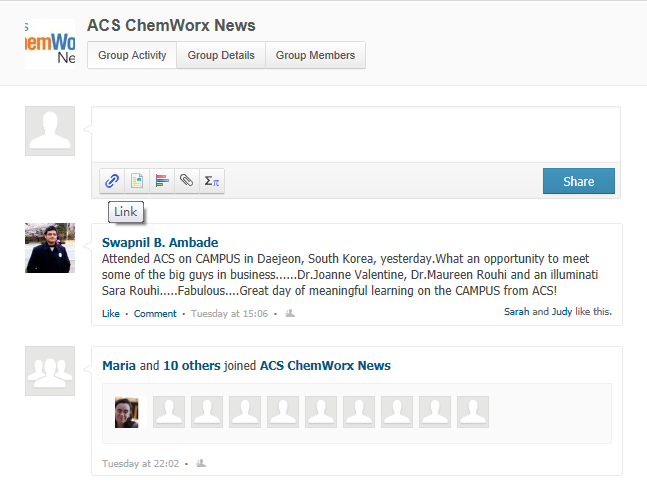 ACS ChemWorx News
s
emWo
Ne
Group Activity Group Details Group Members
Σπ
Share
Link
Swapnil B. Ambade
Attended ACS on CAMPUS in Daejeon, South Korea, yesterday.What an opportunity to meet
some of the big guys in business......Dr.Joanne Valentine, Dr.Maureen Rouhi and an illuminati
Sara Rouhi.....Fabulous....Great day of meaningful learning on the CAMPUS from ACS!
Like • Comment • Tuesday at 15:06 • Sarah and Judy like this.
Maria and 10 others joined ACS ChemWorx News
Tuesday at 22:02 •